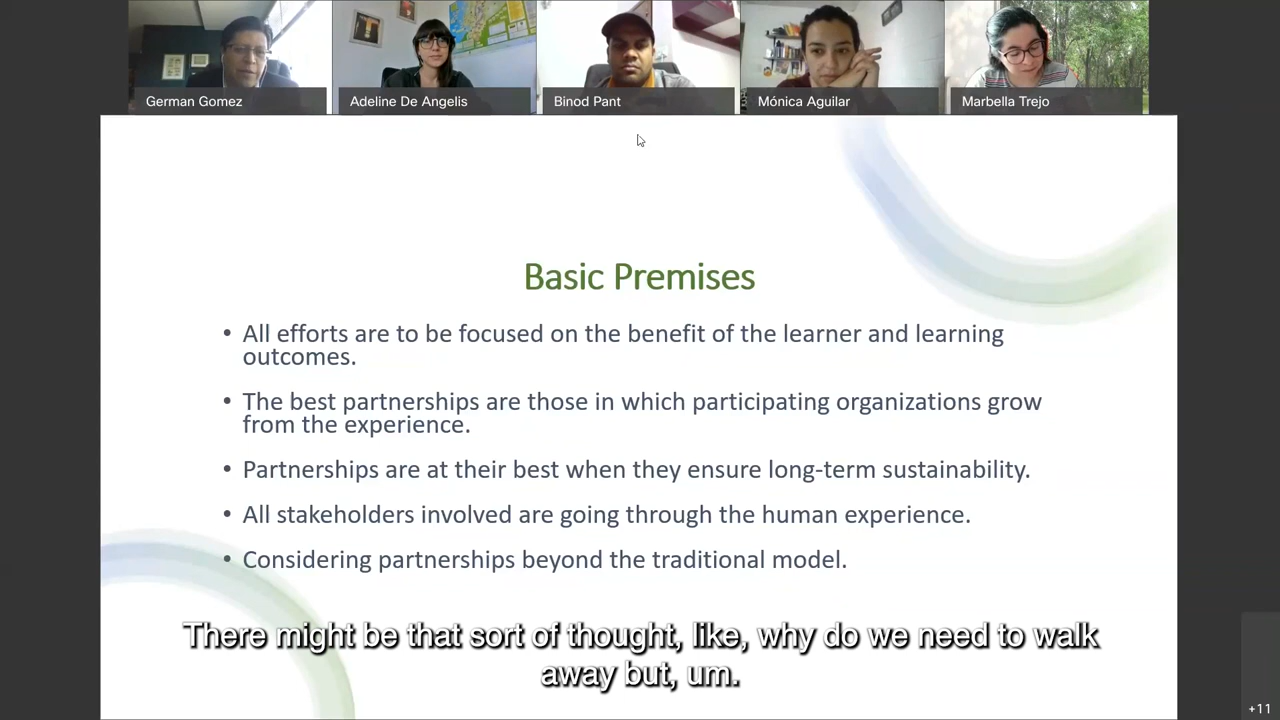 German Gomez
Adeline De Angelis
Binod Pant
Mónica Aguilar
Marbella Trejo
Basic Premises
• All efforts are to be focused on the benefit of the learner and learning
outcomes.
• The best partnerships are those in which participating organizations grow
from the experience.
• Partnerships are at their best when they ensure long-term sustainability.
• All stakeholders involved are going through the human experience.
• Considering partnerships beyond the traditional model.
There might be that sort of thought, like, why do we need to walk
away but, um.
+11